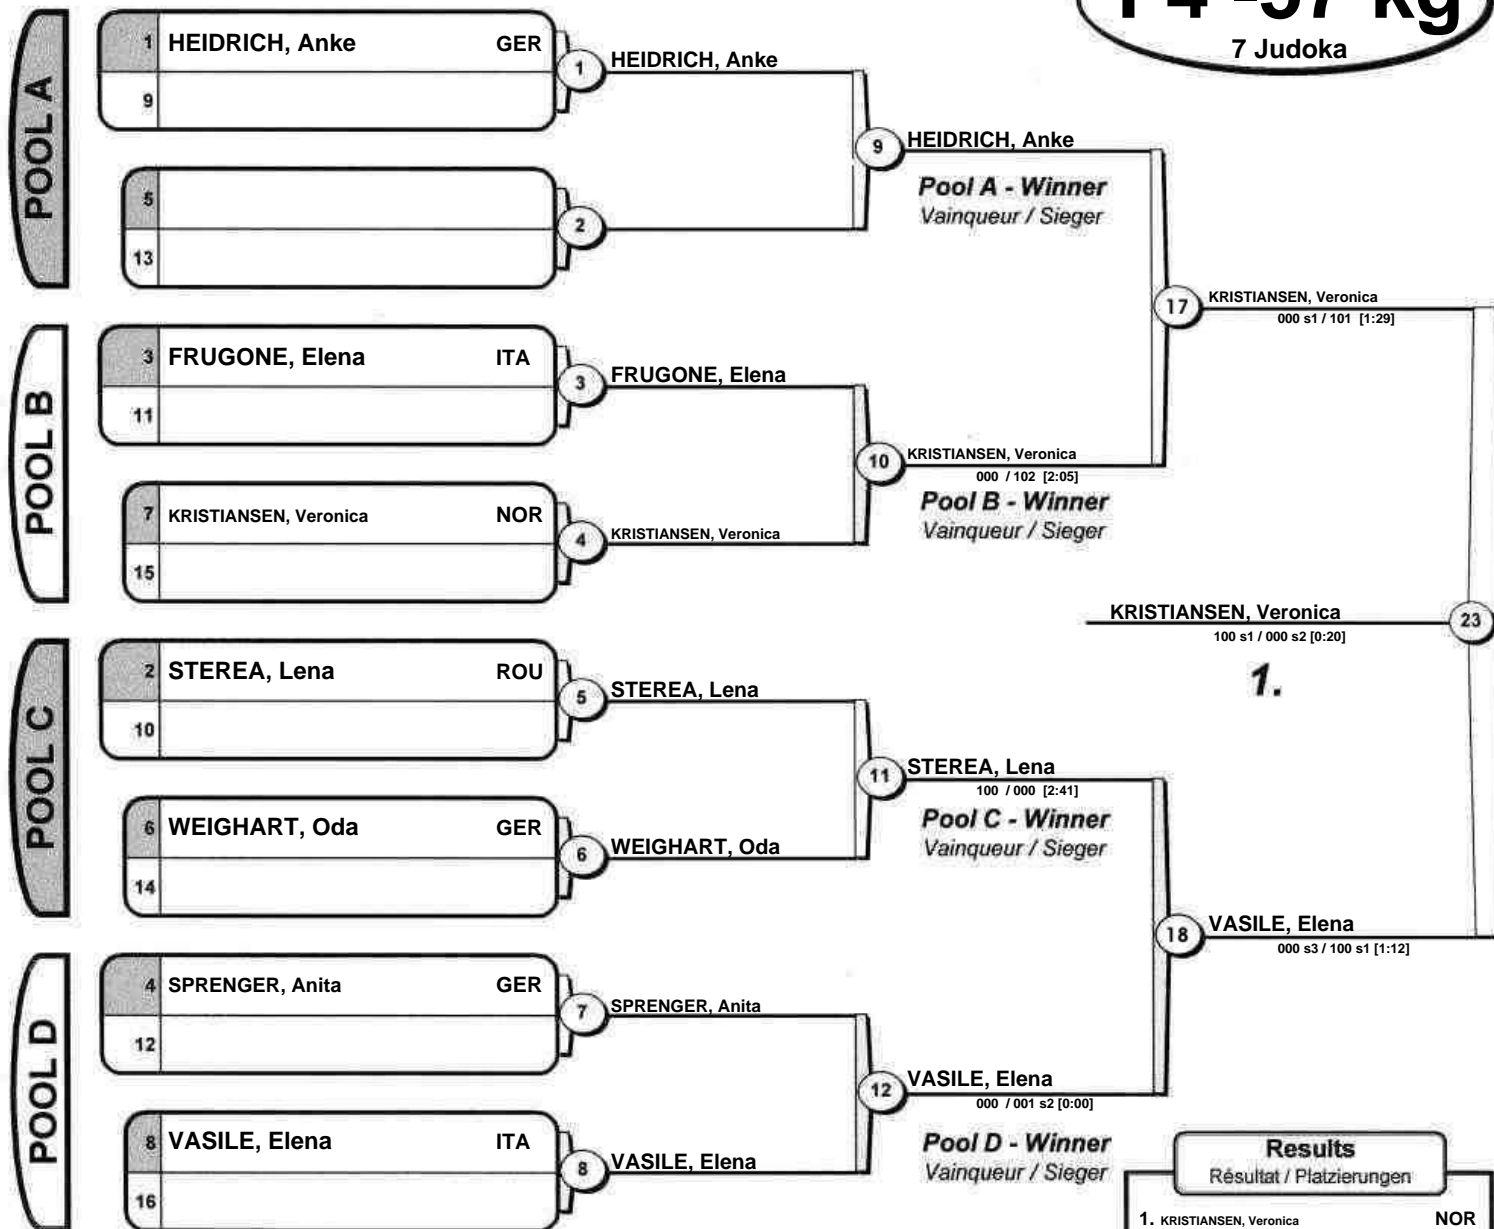 F4 -57 kg
7 Judoka
POOL A
1 HEIDRICH, Anke GER
9
5
13
1 HEIDRICH, Anke
2
9 HEIDRICH, Anke
Pool A - Winner
Vainqueur / Sieger
POOL B
3 FRUGONE, Elena ITA
11
7 KRISTIANSEN, Veronica NOR
15
3 FRUGONE, Elena
4 KRISTIANSEN, Veronica
10 KRISTIANSEN, Veronica
000 / 102 [2:05]
Pool B - Winner
Vainqueur / Sieger
17 KRISTIANSEN, Veronica
000 s1 / 101 [1:29]
KRISTIANSEN, Veronica 23
100 s1 / 000 s2 [0:20]
1.
POOL C
2 STEREA, Lena ROU
10
6 WEIGHART, Oda GER
14
5 STEREA, Lena
6 WEIGHART, Oda
11 STEREA, Lena
100 / 000 [2:41]
Pool C - Winner
Vainqueur / Sieger
18 VASILE, Elena
000 s3 / 100 s1 [1:12]
POOL D
4 SPRENGER, Anita GER
12
8 VASILE, Elena ITA
16
7 SPRENGER, Anita
8 VASILE, Elena
12 VASILE, Elena
000 / 001 s2 [0:00]
Pool D - Winner
Vainqueur / Sieger
Results
Résultat / Platzierungen
1. KRISTIANSEN, Veronica NOR